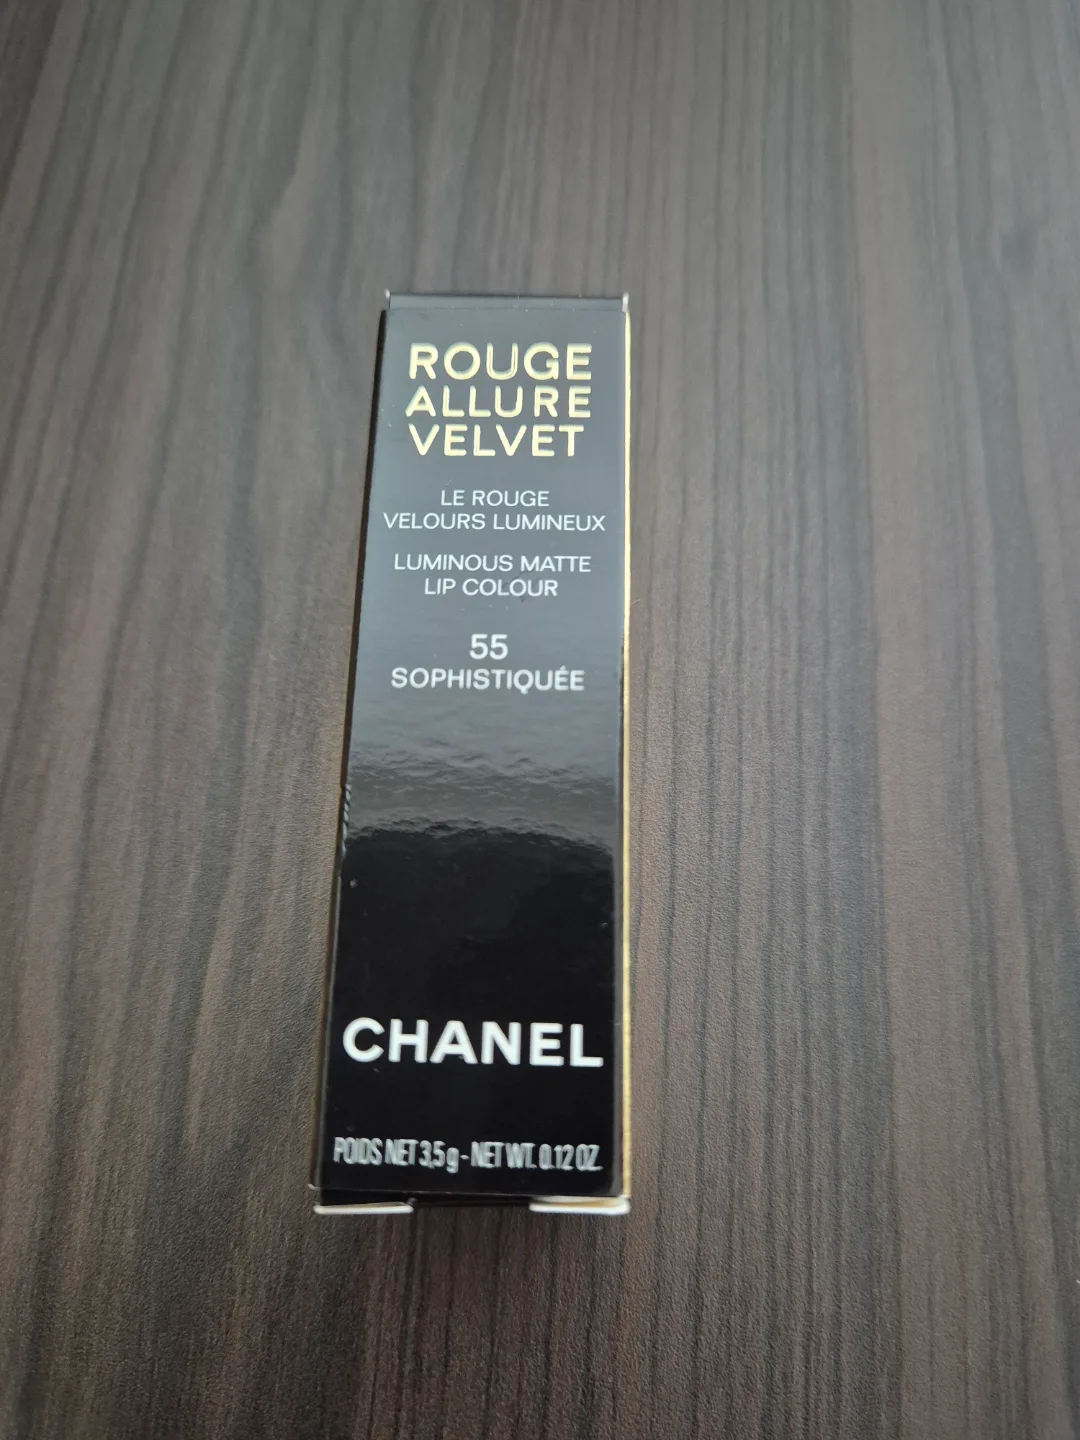 ROUGE
ALLURE
VELVET
LE ROUGE
VELOURS LUMINEUX
LUMINOUS MATTE
LIP COLOUR
55
SOPHISTIQUÉE
CHANEL
POIDS NET 3,5 g - NET WT. 0.12 OZ.